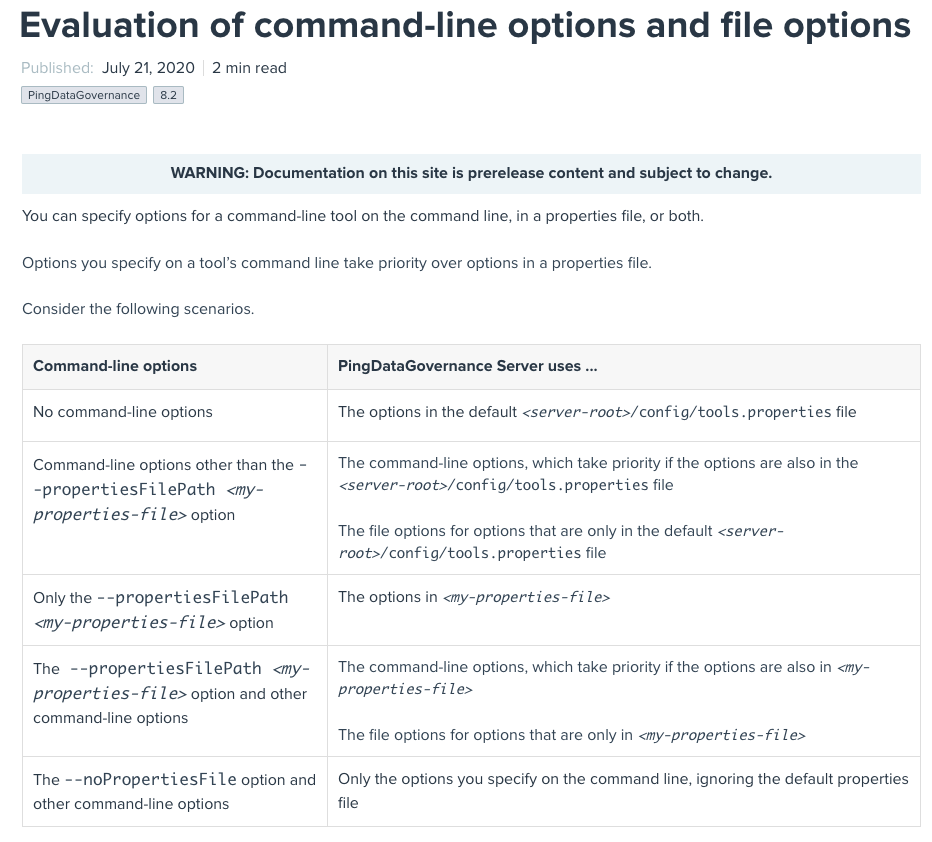 Evaluation of command-line options and file options
Published: July 21, 2020 | 2 min read
PingDataGovernance 8.2
WARNING: Documentation on this site is prerelease content and subject to change.
You can specify options for a command-line tool on the command line, in a properties file, or both.
Options you specify on a tool's command line take priority over options in a properties file.
Consider the following scenarios.
Command-line options
PingDataGovernance Server uses ...
No command-line options
The options in the default <server-root>/config/tools.properties file
Command-line options other than the -
-propertiesFilePath <my-
properties-file> option
The command-line options, which take priority if the options are also in the
<server-root>/config/tools.properties file
The file options for options that are only in the default <server-
root>/config/tools.properties file
Only the --propertiesFilePath
<my-properties-file> option
The options in <my-properties-file>
The --propertiesFilePath <my-
properties-file> option and other
command-line options
The command-line options, which take priority if the options are also in <my-
properties-file>
The file options for options that are only in <my-properties-file>
The --noPropertiesFile option and
other command-line options
Only the options you specify on the command line, ignoring the default properties
file